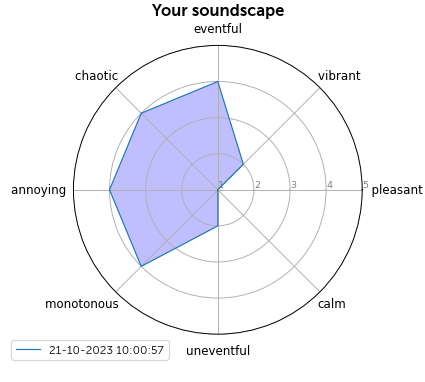 Your soundscape
eventful
chaotic
vibrant
annoying
1
2
3
4
5
pleasant
monotonous
calm
uneventful
21-10-2023 10:00:57